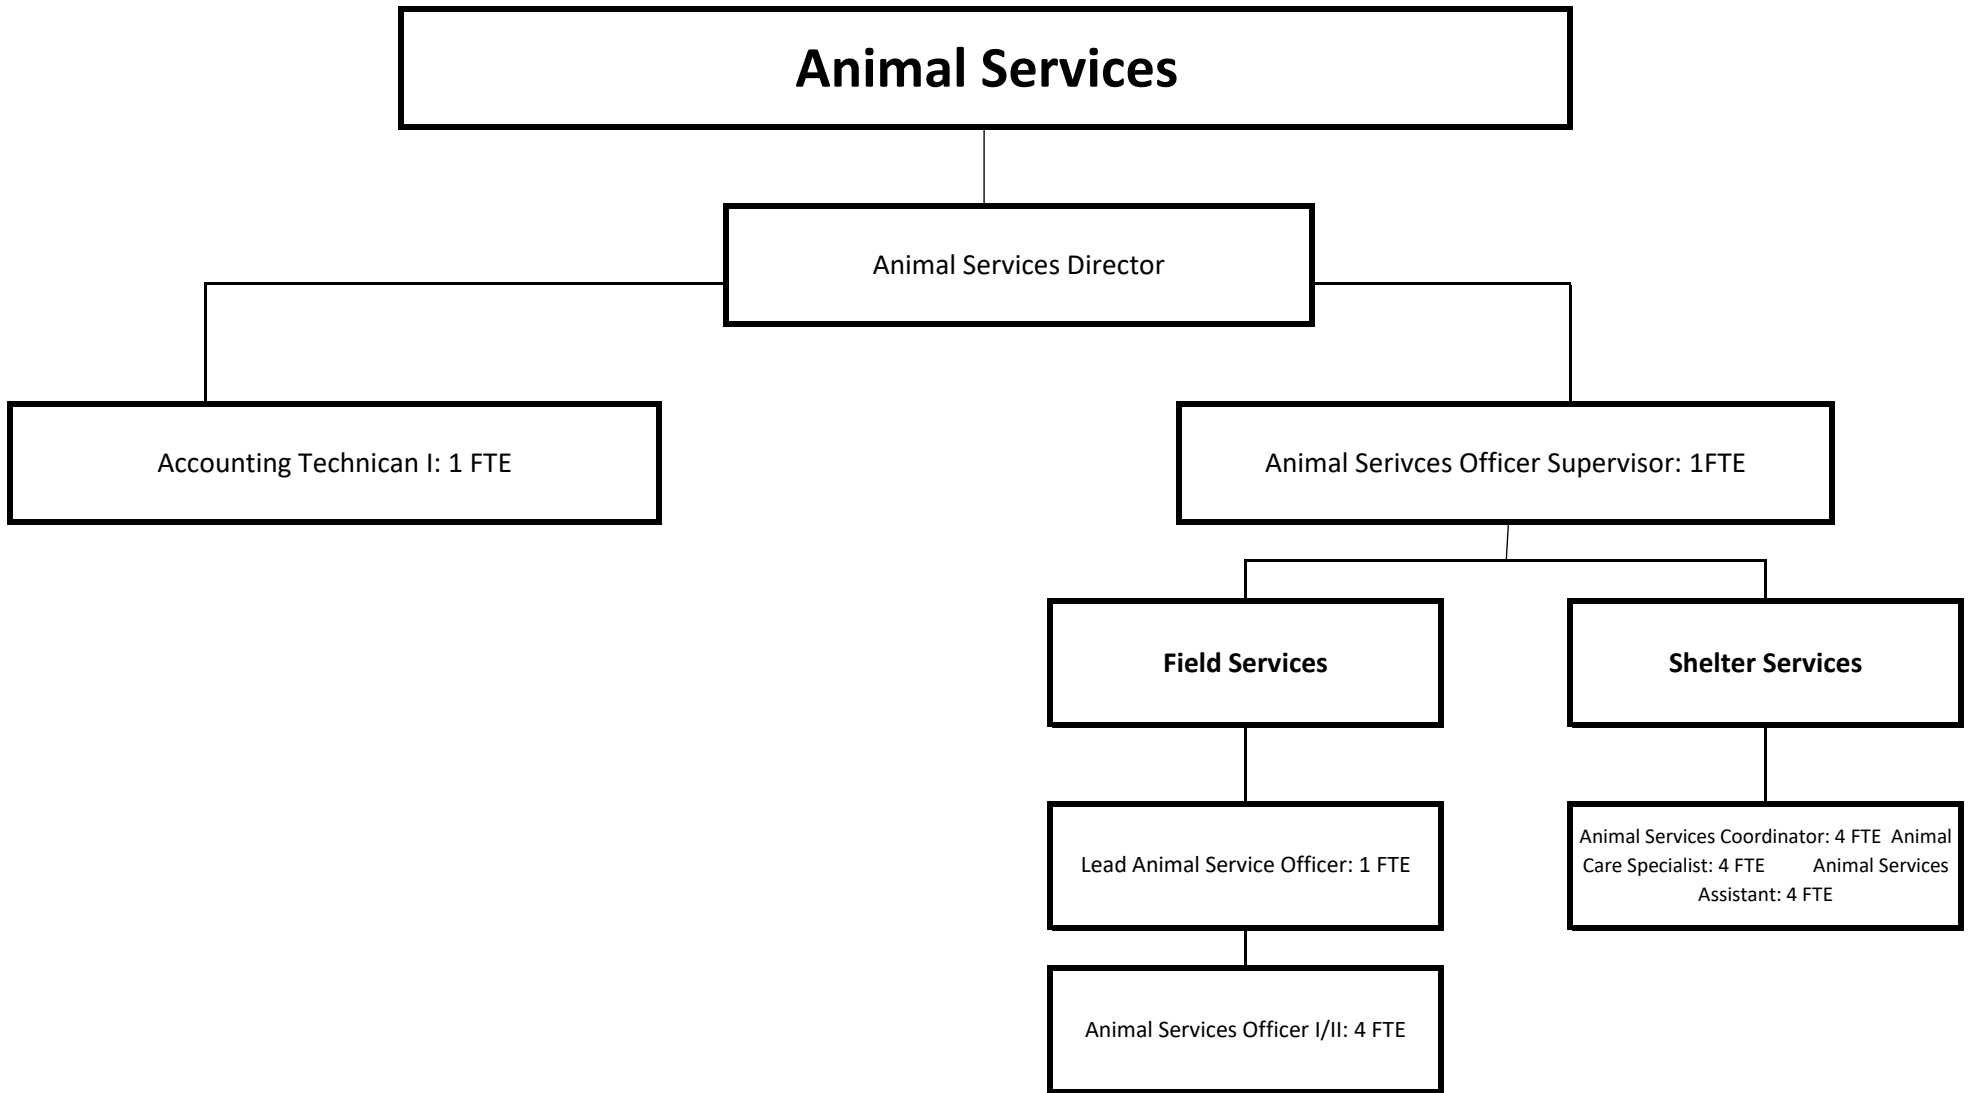 Animal Services
Animal Services Director
Accounting Technican I: 1 FTE
Animal Serivces Officer Supervisor: 1FTE
Field Services
Shelter Services
Lead Animal Service Officer: 1 FTE
Animal Services Coordinator: 4 FTE  Animal
Care Specialist: 4 FTE          Animal Services
Assistant: 4 FTE
Animal Services Officer I/II: 4 FTE